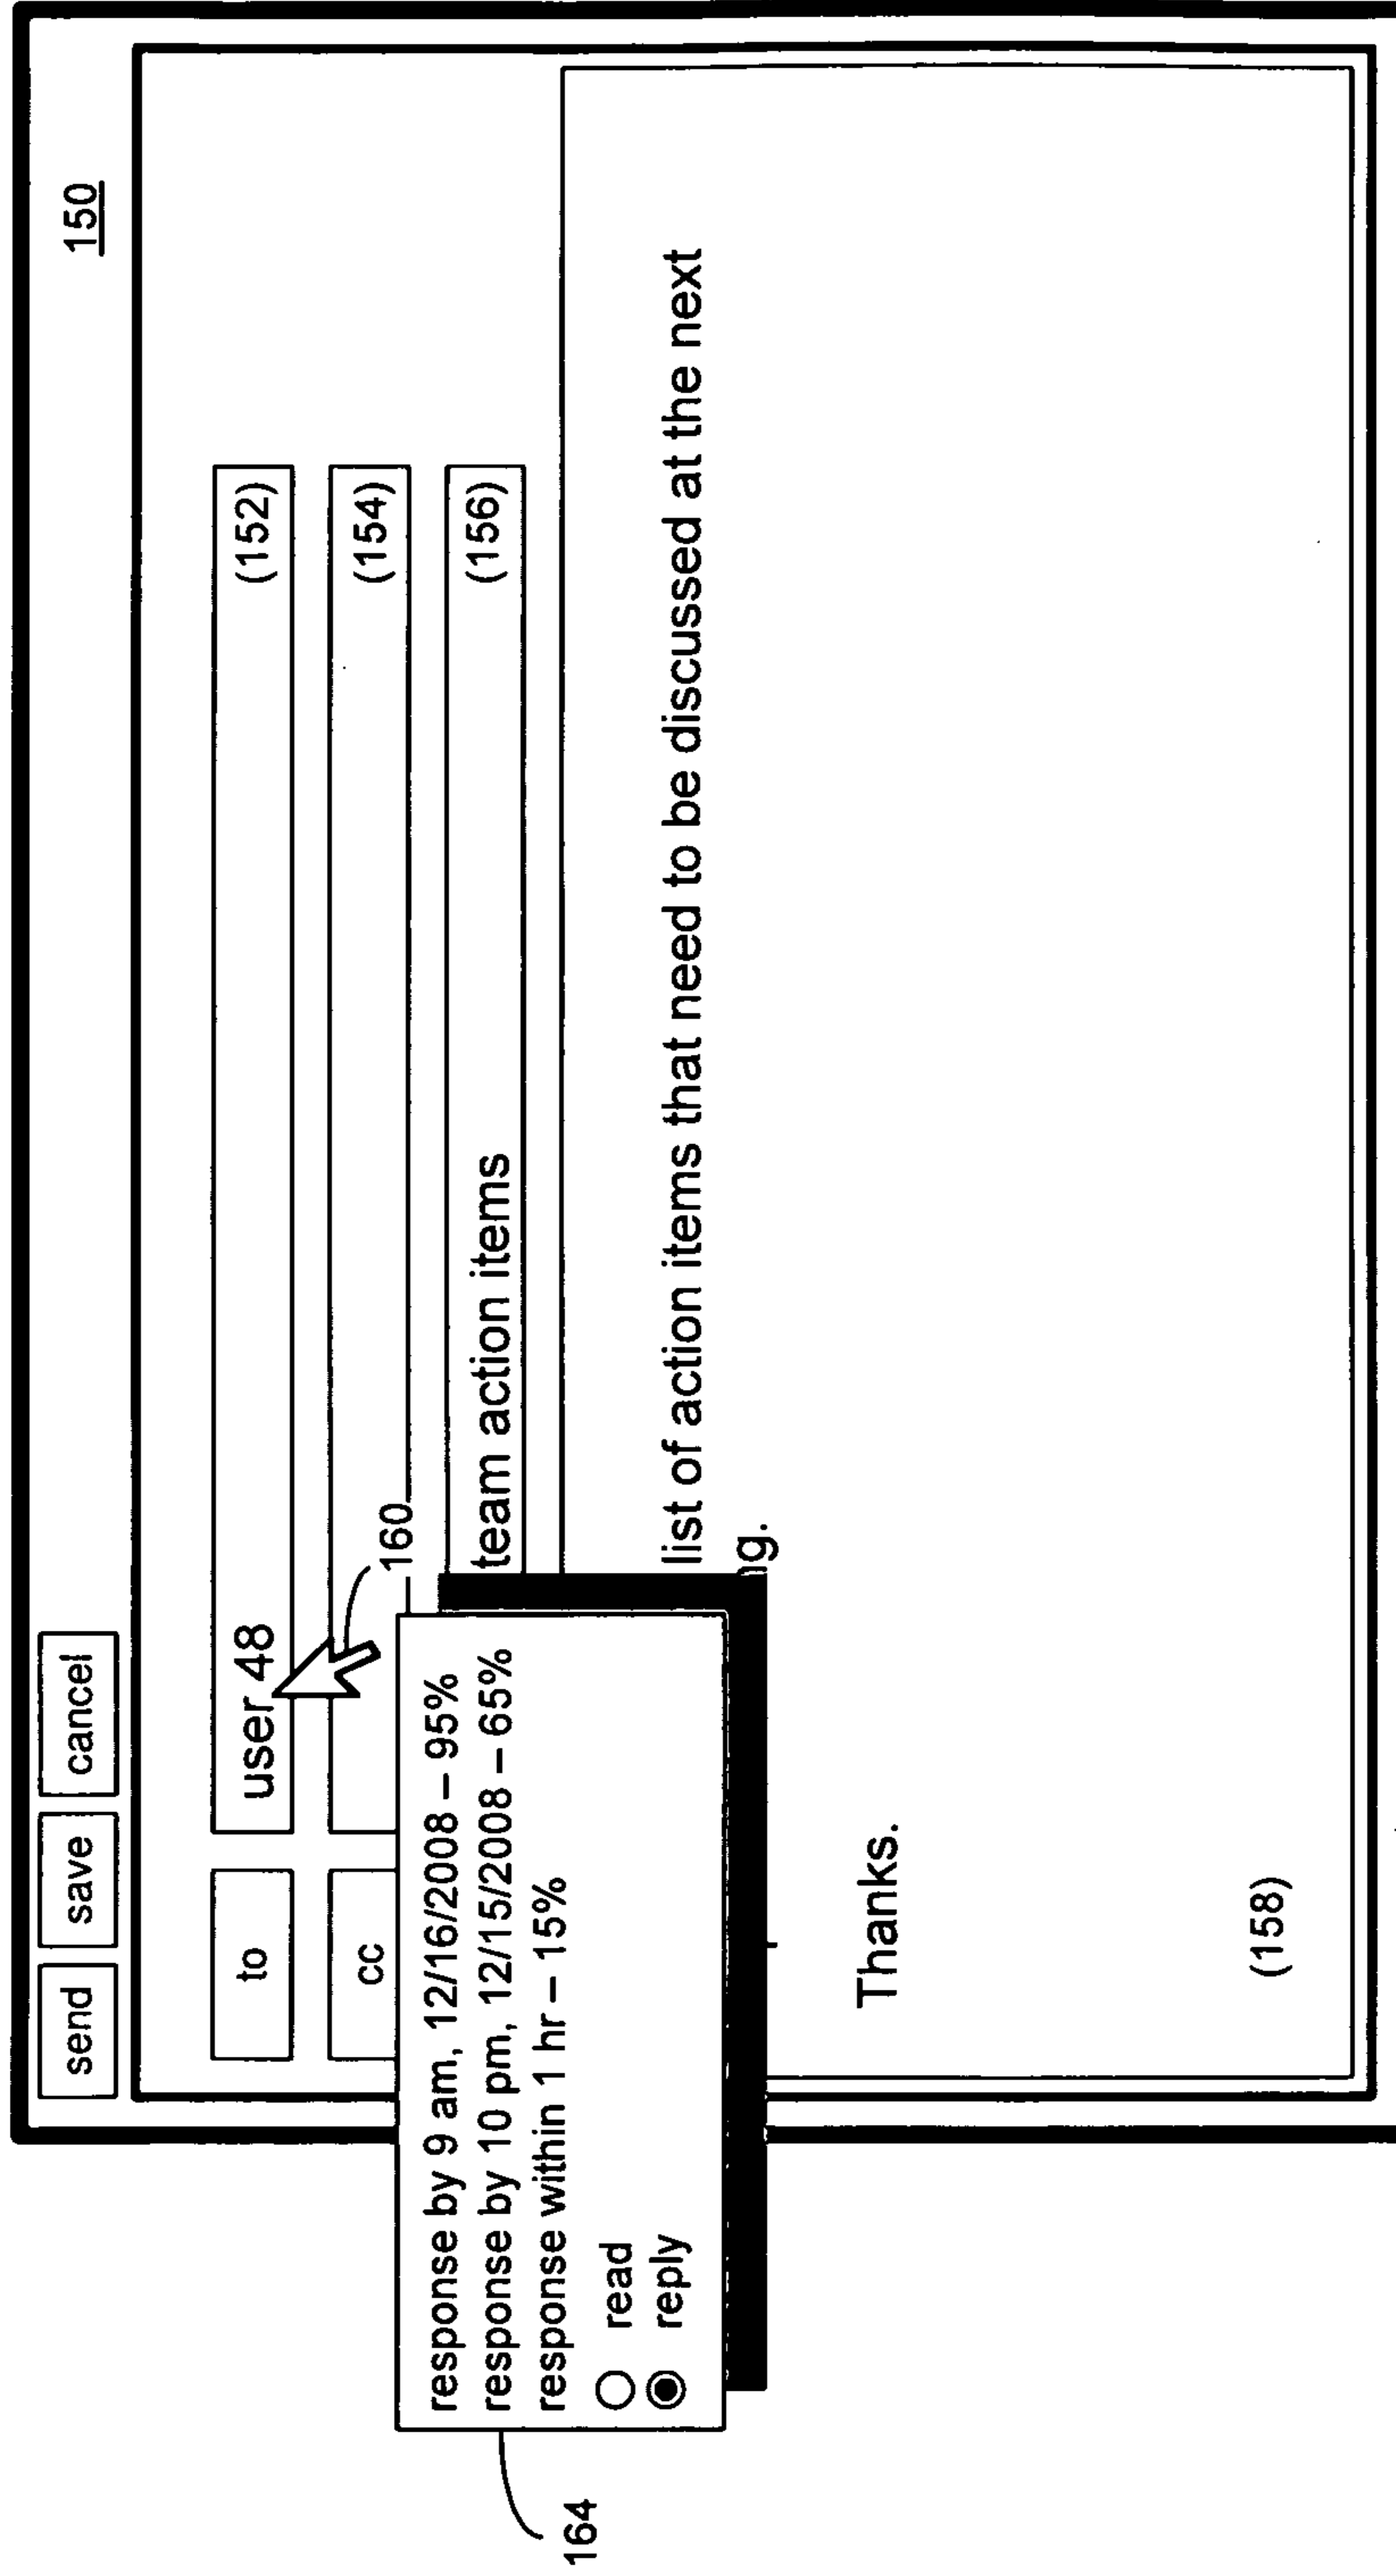 150
send save cancel
to user 48 (152)
cc (154)
160
team action items (156)
response by 9 am, 12/16/2008 – 95%
response by 10 pm, 12/15/2008 – 65%
response within 1 hr – 15%
read
reply
164
list of action items that need to be discussed at the next
Thanks.
(158)